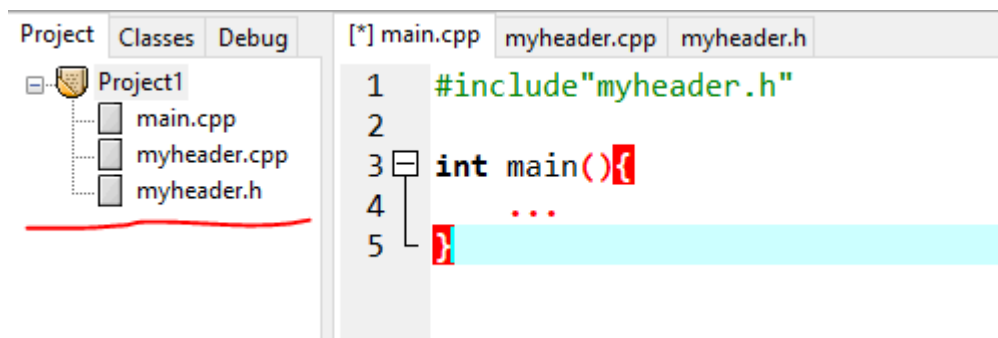 Project Classes Debug
Project1
main.cpp
myheader.cpp
myheader.h
[*] main.cpp myheader.cpp myheader.h
1 #include"myheader.h"
2
3 int main(){
4 ...
5 }